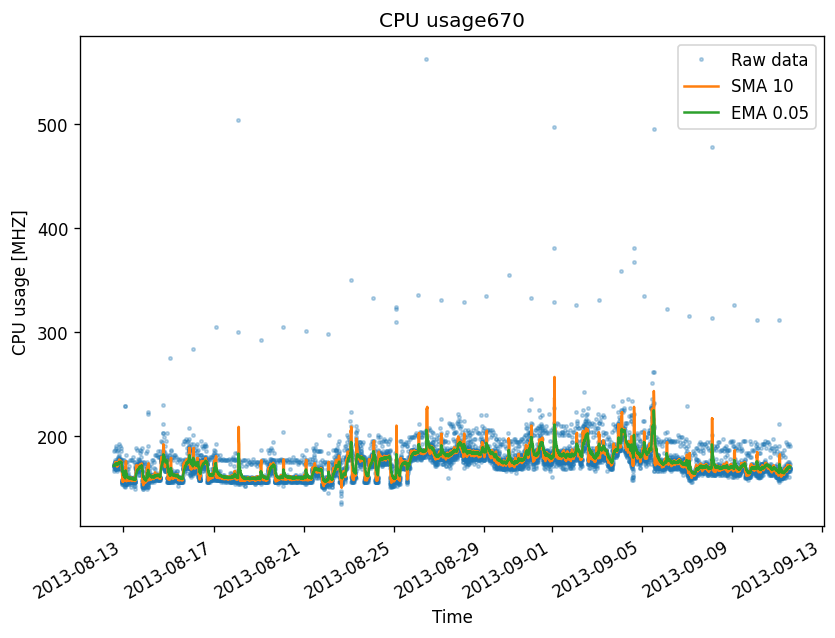 CPU usage670
Raw data
SMA 10
EMA 0.05
CPU usage [MHZ]
500
400
300
200
2013-08-13
2013-08-17
2013-08-21
2013-08-25
2013-08-29
2013-09-01
2013-09-05
2013-09-09
2013-09-13
Time